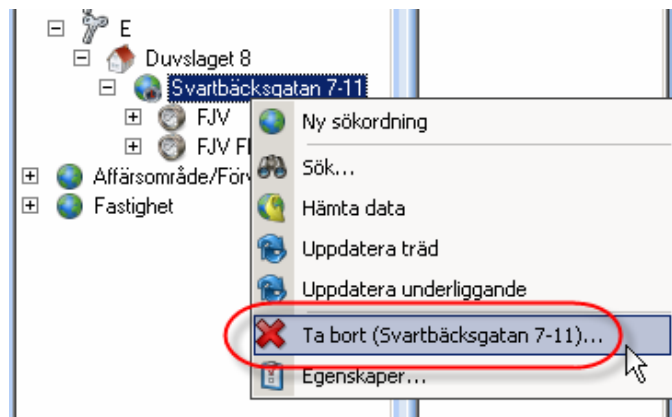 E
Duvslaget 8
Svartbäcksgatan 7-11
FJV
FJV
Affärsområde/
Fastighet
Ny sökordning
Sök...
Hämta data
Uppdatera träd
Uppdatera underliggande
Ta bort (Svartbäcksgatan 7-11)...
Egenskaper...